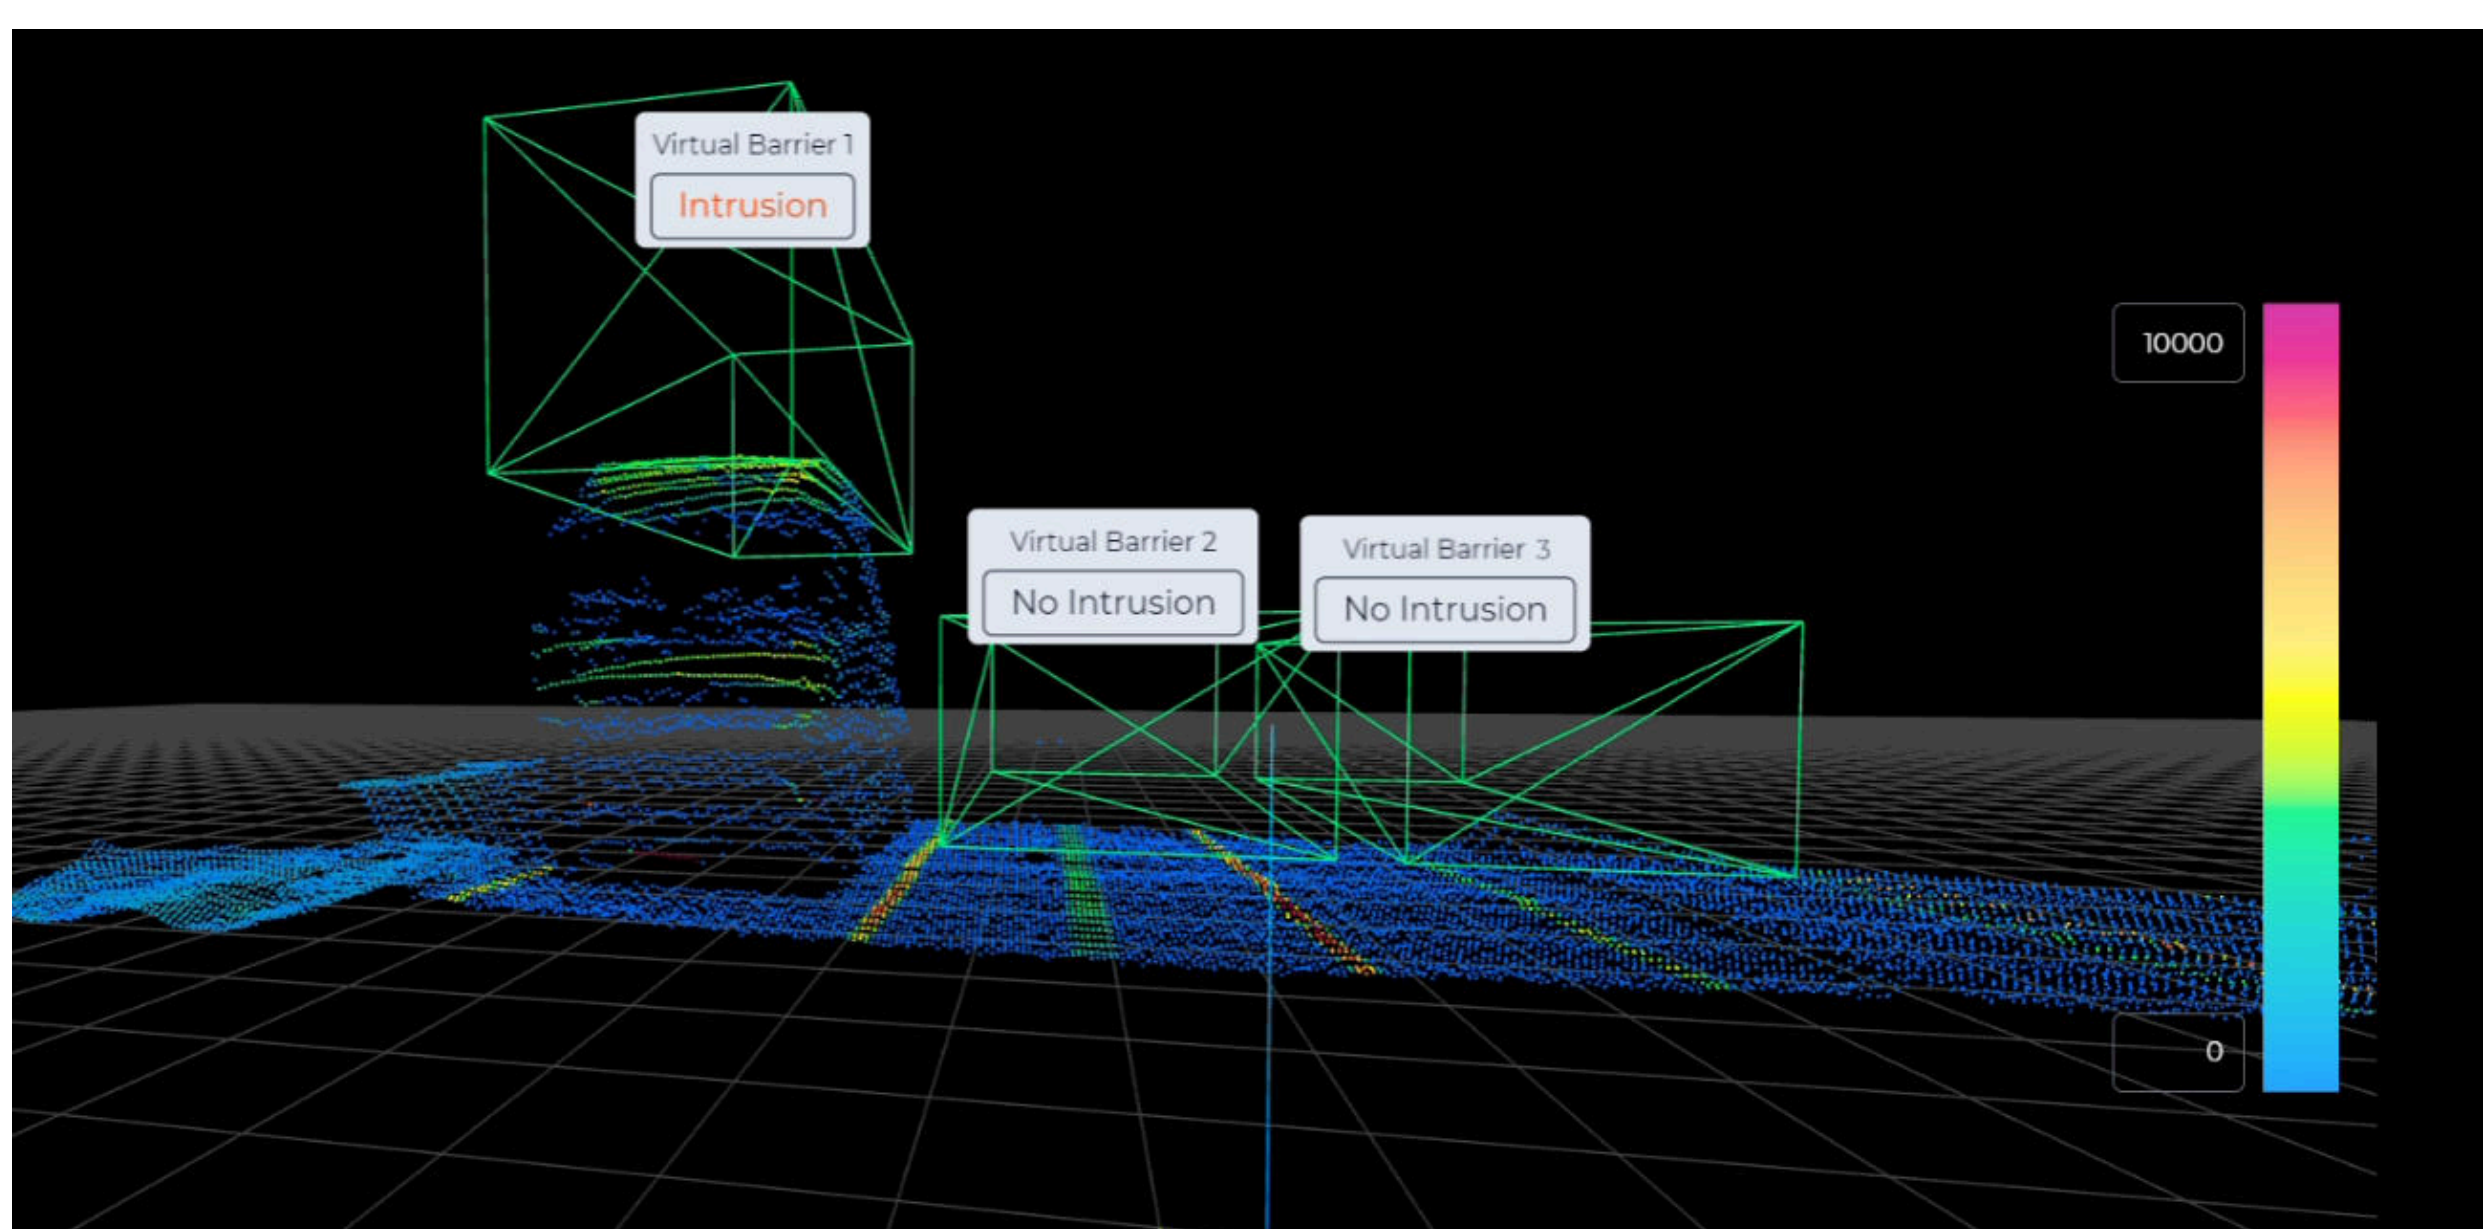 Virtual Barrier 1
Intrusion
Virtual Barrier 2
No Intrusion
Virtual Barrier 3
No Intrusion
10000
0